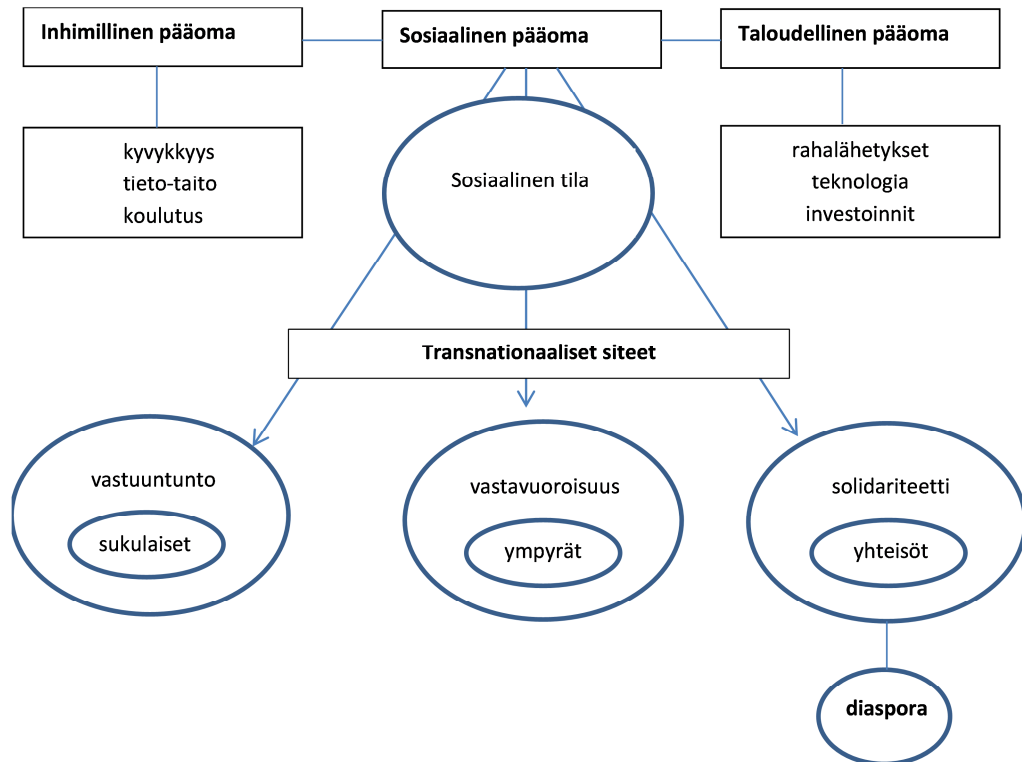 Inhimillinen pääoma
Sosiaalinen pääoma
Taloudellinen pääoma
kyvykkyys
tieto-taito
koulutus
Sosiaalinen tila
rahalähetykset
teknologia
investoinnit
Transnationaaliset siteet
vastuuntunto
sukulaiset
vastavuoroisuus
ympyrät
solidariteetti
yhteisöt
diaspora